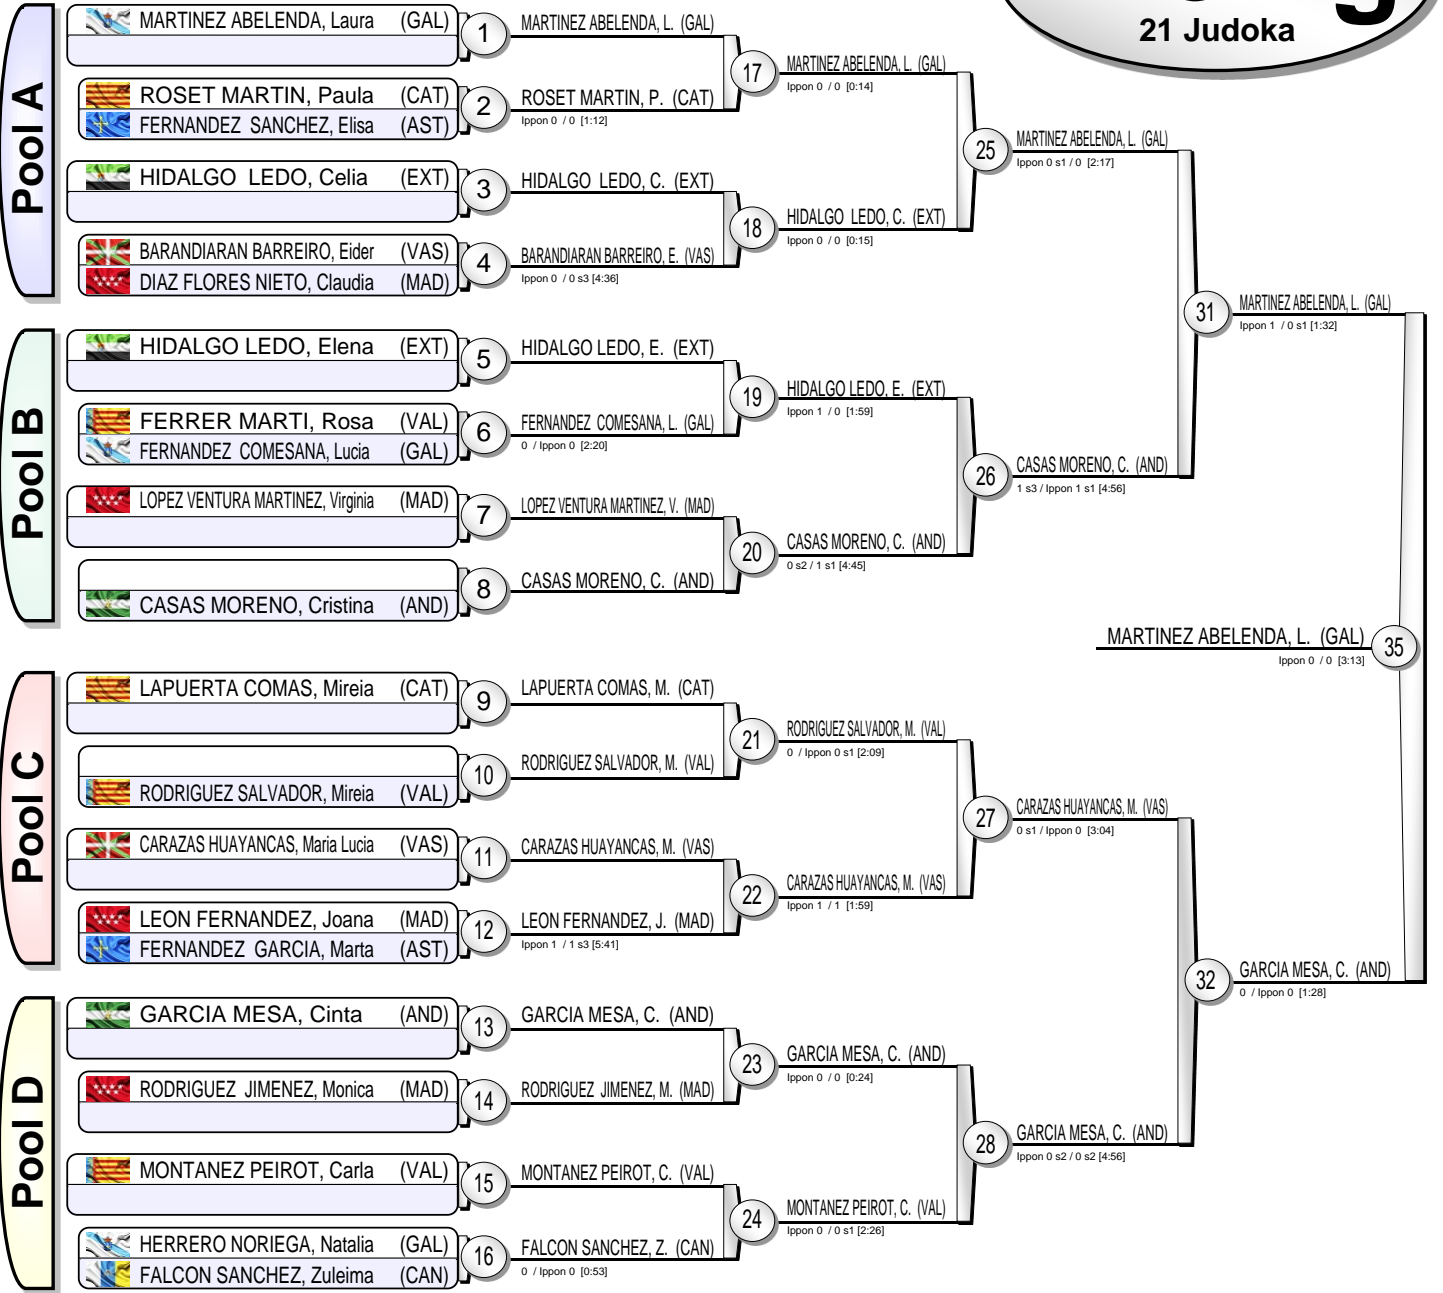 21 Judoka
Pool A
MARTINEZ ABELENDA, Laura (GAL)
1
MARTINEZ ABELENDA, L. (GAL)
ROSET MARTIN, Paula (CAT)
FERNANDEZ SANCHEZ, Elisa (AST)
2
ROSET MARTIN, P. (CAT)
Ippon 0 / 0 [1:12]
17
MARTINEZ ABELENDA, L. (GAL)
Ippon 0 / 0 [0:14]
HIDALGO LEDO, Celia (EXT)
3
HIDALGO LEDO, C. (EXT)
BARANDIARAN BARREIRO, Eider (VAS)
DIAZ FLORES NIETO, Claudia (MAD)
4
BARANDIARAN BARREIRO, E. (VAS)
Ippon 0 / 0 s3 [4:36]
18
HIDALGO LEDO, C. (EXT)
Ippon 0 / 0 [0:15]
25
MARTINEZ ABELENDA, L. (GAL)
Ippon 0 s1 / 0 [2:17]
Pool B
HIDALGO LEDO, Elena (EXT)
5
HIDALGO LEDO, E. (EXT)
FERRER MARTI, Rosa (VAL)
FERNANDEZ COMESANA, Lucia (GAL)
6
FERNANDEZ COMESANA, L. (GAL)
0 / Ippon 0 [2:20]
19
HIDALGO LEDO, E. (EXT)
Ippon 1 / 0 [1:59]
LOPEZ VENTURA MARTINEZ, Virginia (MAD)
7
LOPEZ VENTURA MARTINEZ, V. (MAD)
CASAS MORENO, Cristina (AND)
8
CASAS MORENO, C. (AND)
20
CASAS MORENO, C. (AND)
0 s2 / 1 s1 [4:45]
26
CASAS MORENO, C. (AND)
1 s3 / Ippon 1 s1 [4:56]
31
MARTINEZ ABELENDA, L. (GAL)
Ippon 1 / 0 s1 [1:32]
MARTINEZ ABELENDA, L. (GAL)
35
Ippon 0 / 0 [3:13]
Pool C
LAPUERTA COMAS, Mireia (CAT)
9
LAPUERTA COMAS, M. (CAT)
RODRIGUEZ SALVADOR, Mireia (VAL)
10
RODRIGUEZ SALVADOR, M. (VAL)
21
RODRIGUEZ SALVADOR, M. (VAL)
0 / Ippon 0 s1 [2:09]
CARAZAS HUAYANCAS, Maria Lucia (VAS)
11
CARAZAS HUAYANCAS, M. (VAS)
LEON FERNANDEZ, Joana (MAD)
FERNANDEZ GARCIA, Marta (AST)
12
LEON FERNANDEZ, J. (MAD)
Ippon 1 / 1 s3 [5:41]
22
CARAZAS HUAYANCAS, M. (VAS)
Ippon 1 / 1 [1:59]
27
CARAZAS HUAYANCAS, M. (VAS)
0 s1 / Ippon 0 [3:04]
Pool D
GARCIA MESA, Cinta (AND)
13
GARCIA MESA, C. (AND)
RODRIGUEZ JIMENEZ, Monica (MAD)
14
RODRIGUEZ JIMENEZ, M. (MAD)
23
GARCIA MESA, C. (AND)
Ippon 0 / 0 [0:24]
MONTANEZ PEIROT, Carla (VAL)
15
MONTANEZ PEIROT, C. (VAL)
HERRERO NORIEGA, Natalia (GAL)
FALCON SANCHEZ, Zuleima (CAN)
16
FALCON SANCHEZ, Z. (CAN)
0 / Ippon 0 [0:53]
24
MONTANEZ PEIROT, C. (VAL)
Ippon 0 / 0 s1 [2:26]
28
GARCIA MESA, C. (AND)
Ippon 0 s2 / 0 s2 [4:56]
32
GARCIA MESA, C. (AND)
0 / Ippon 0 [1:28]